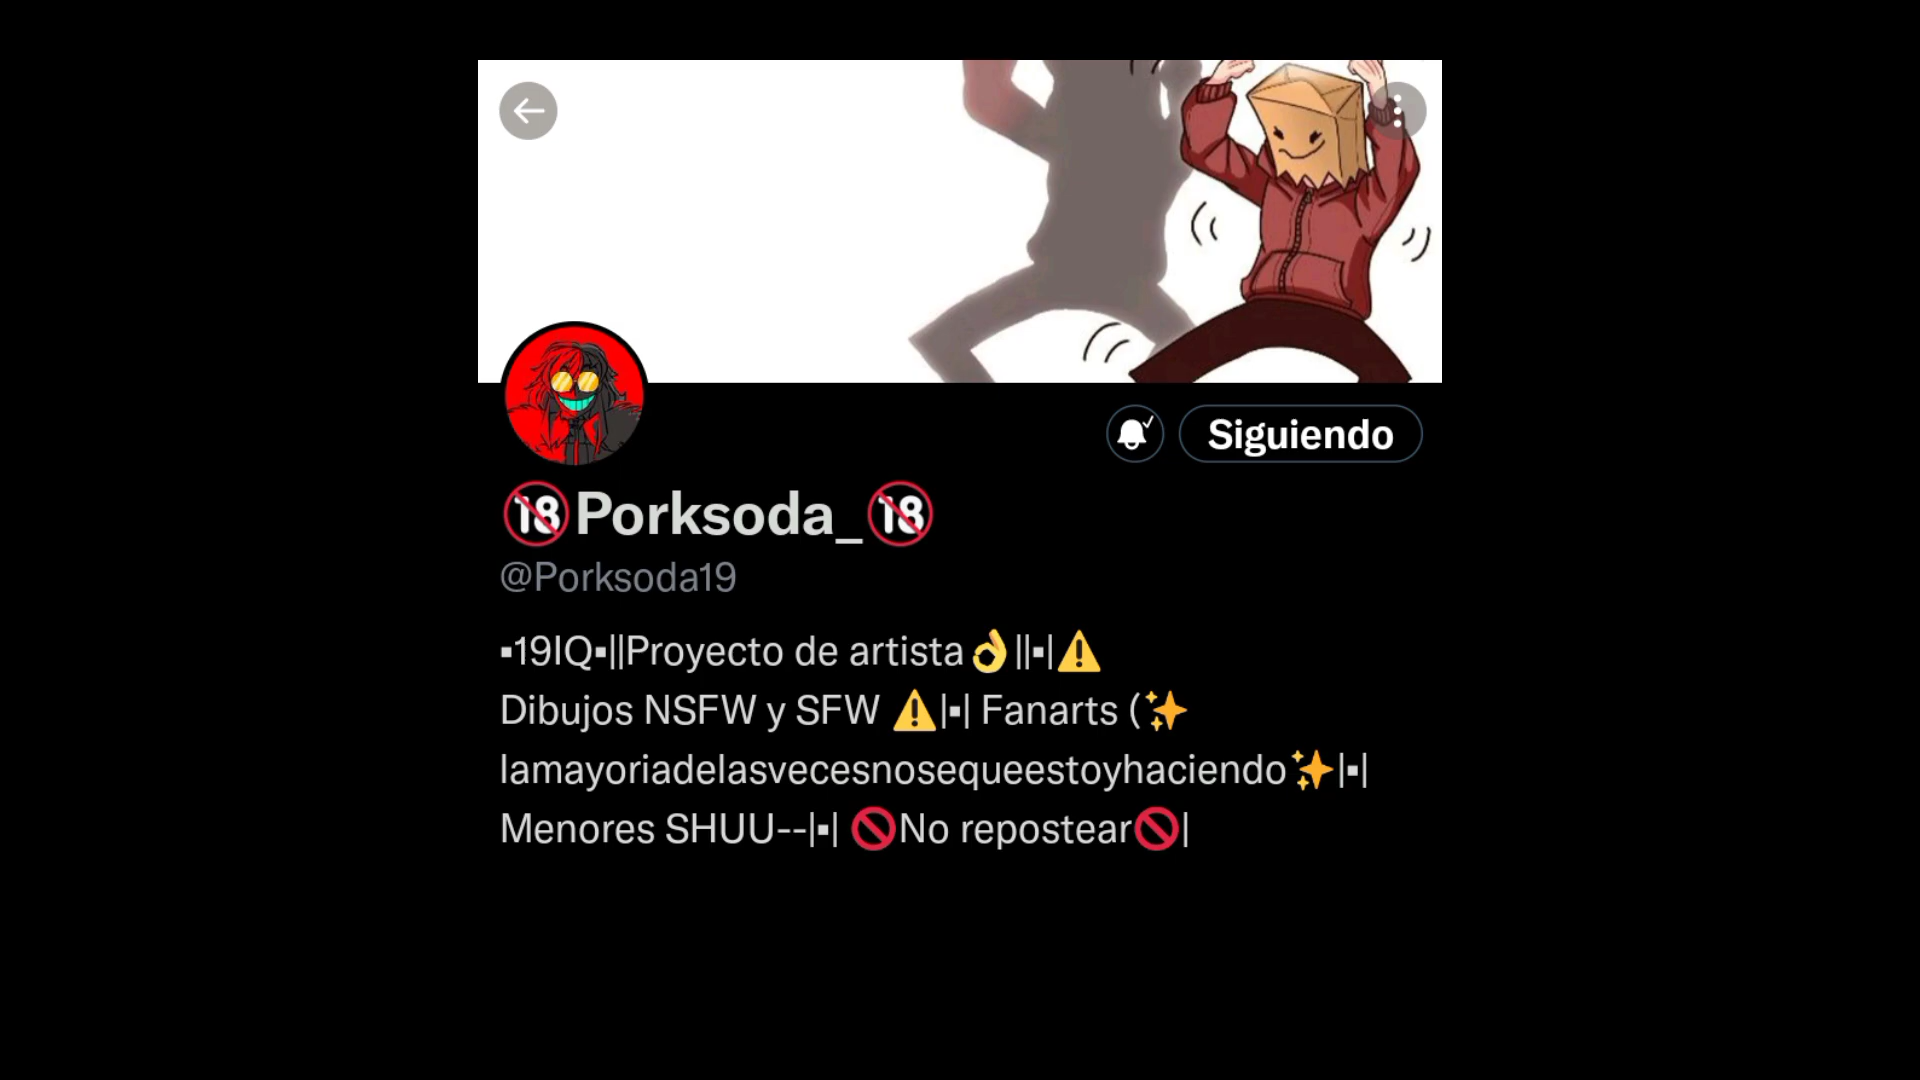 Siguiendo
🔞Porksoda_🔞
@Porksoda19
▪19IQ▪||Proyecto de artista👌||▪|⚠️
Dibujos NSFW y SFW ⚠️|▪| Fanarts (✨
lamayoriadelasvecesnosequeestoyhaciendo✨|▪|
Menores SHUU--|▪| 🚫No repostear🚫|